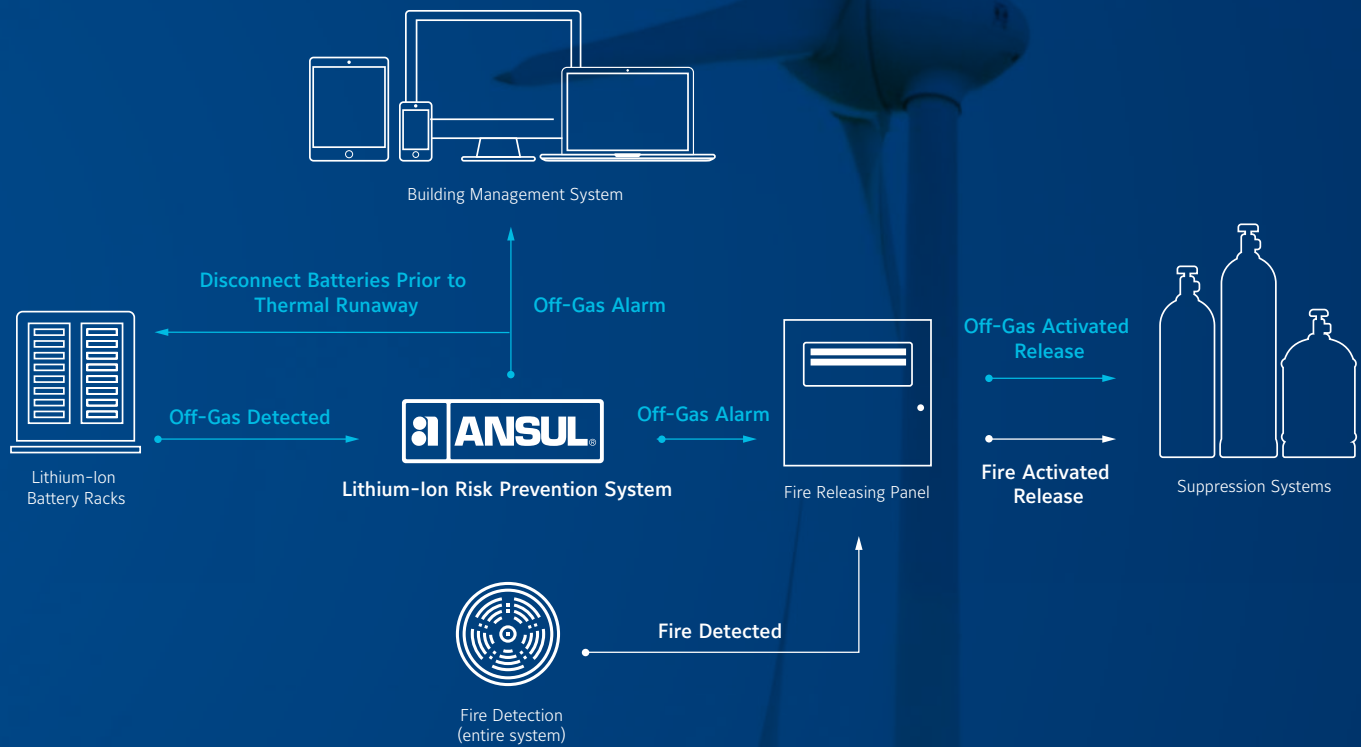 Building Management System
Disconnect Batteries Prior to
Thermal Runaway
Off-Gas Alarm
Off-Gas Activated
Release
Off-Gas Detected
ANSUL®
Off-Gas Alarm
Lithium-Ion
Battery Racks
Lithium-Ion Risk Prevention System
Fire Releasing Panel
Fire Activated
Release
Suppression Systems
Fire Detected
Fire Detection
(entire system)